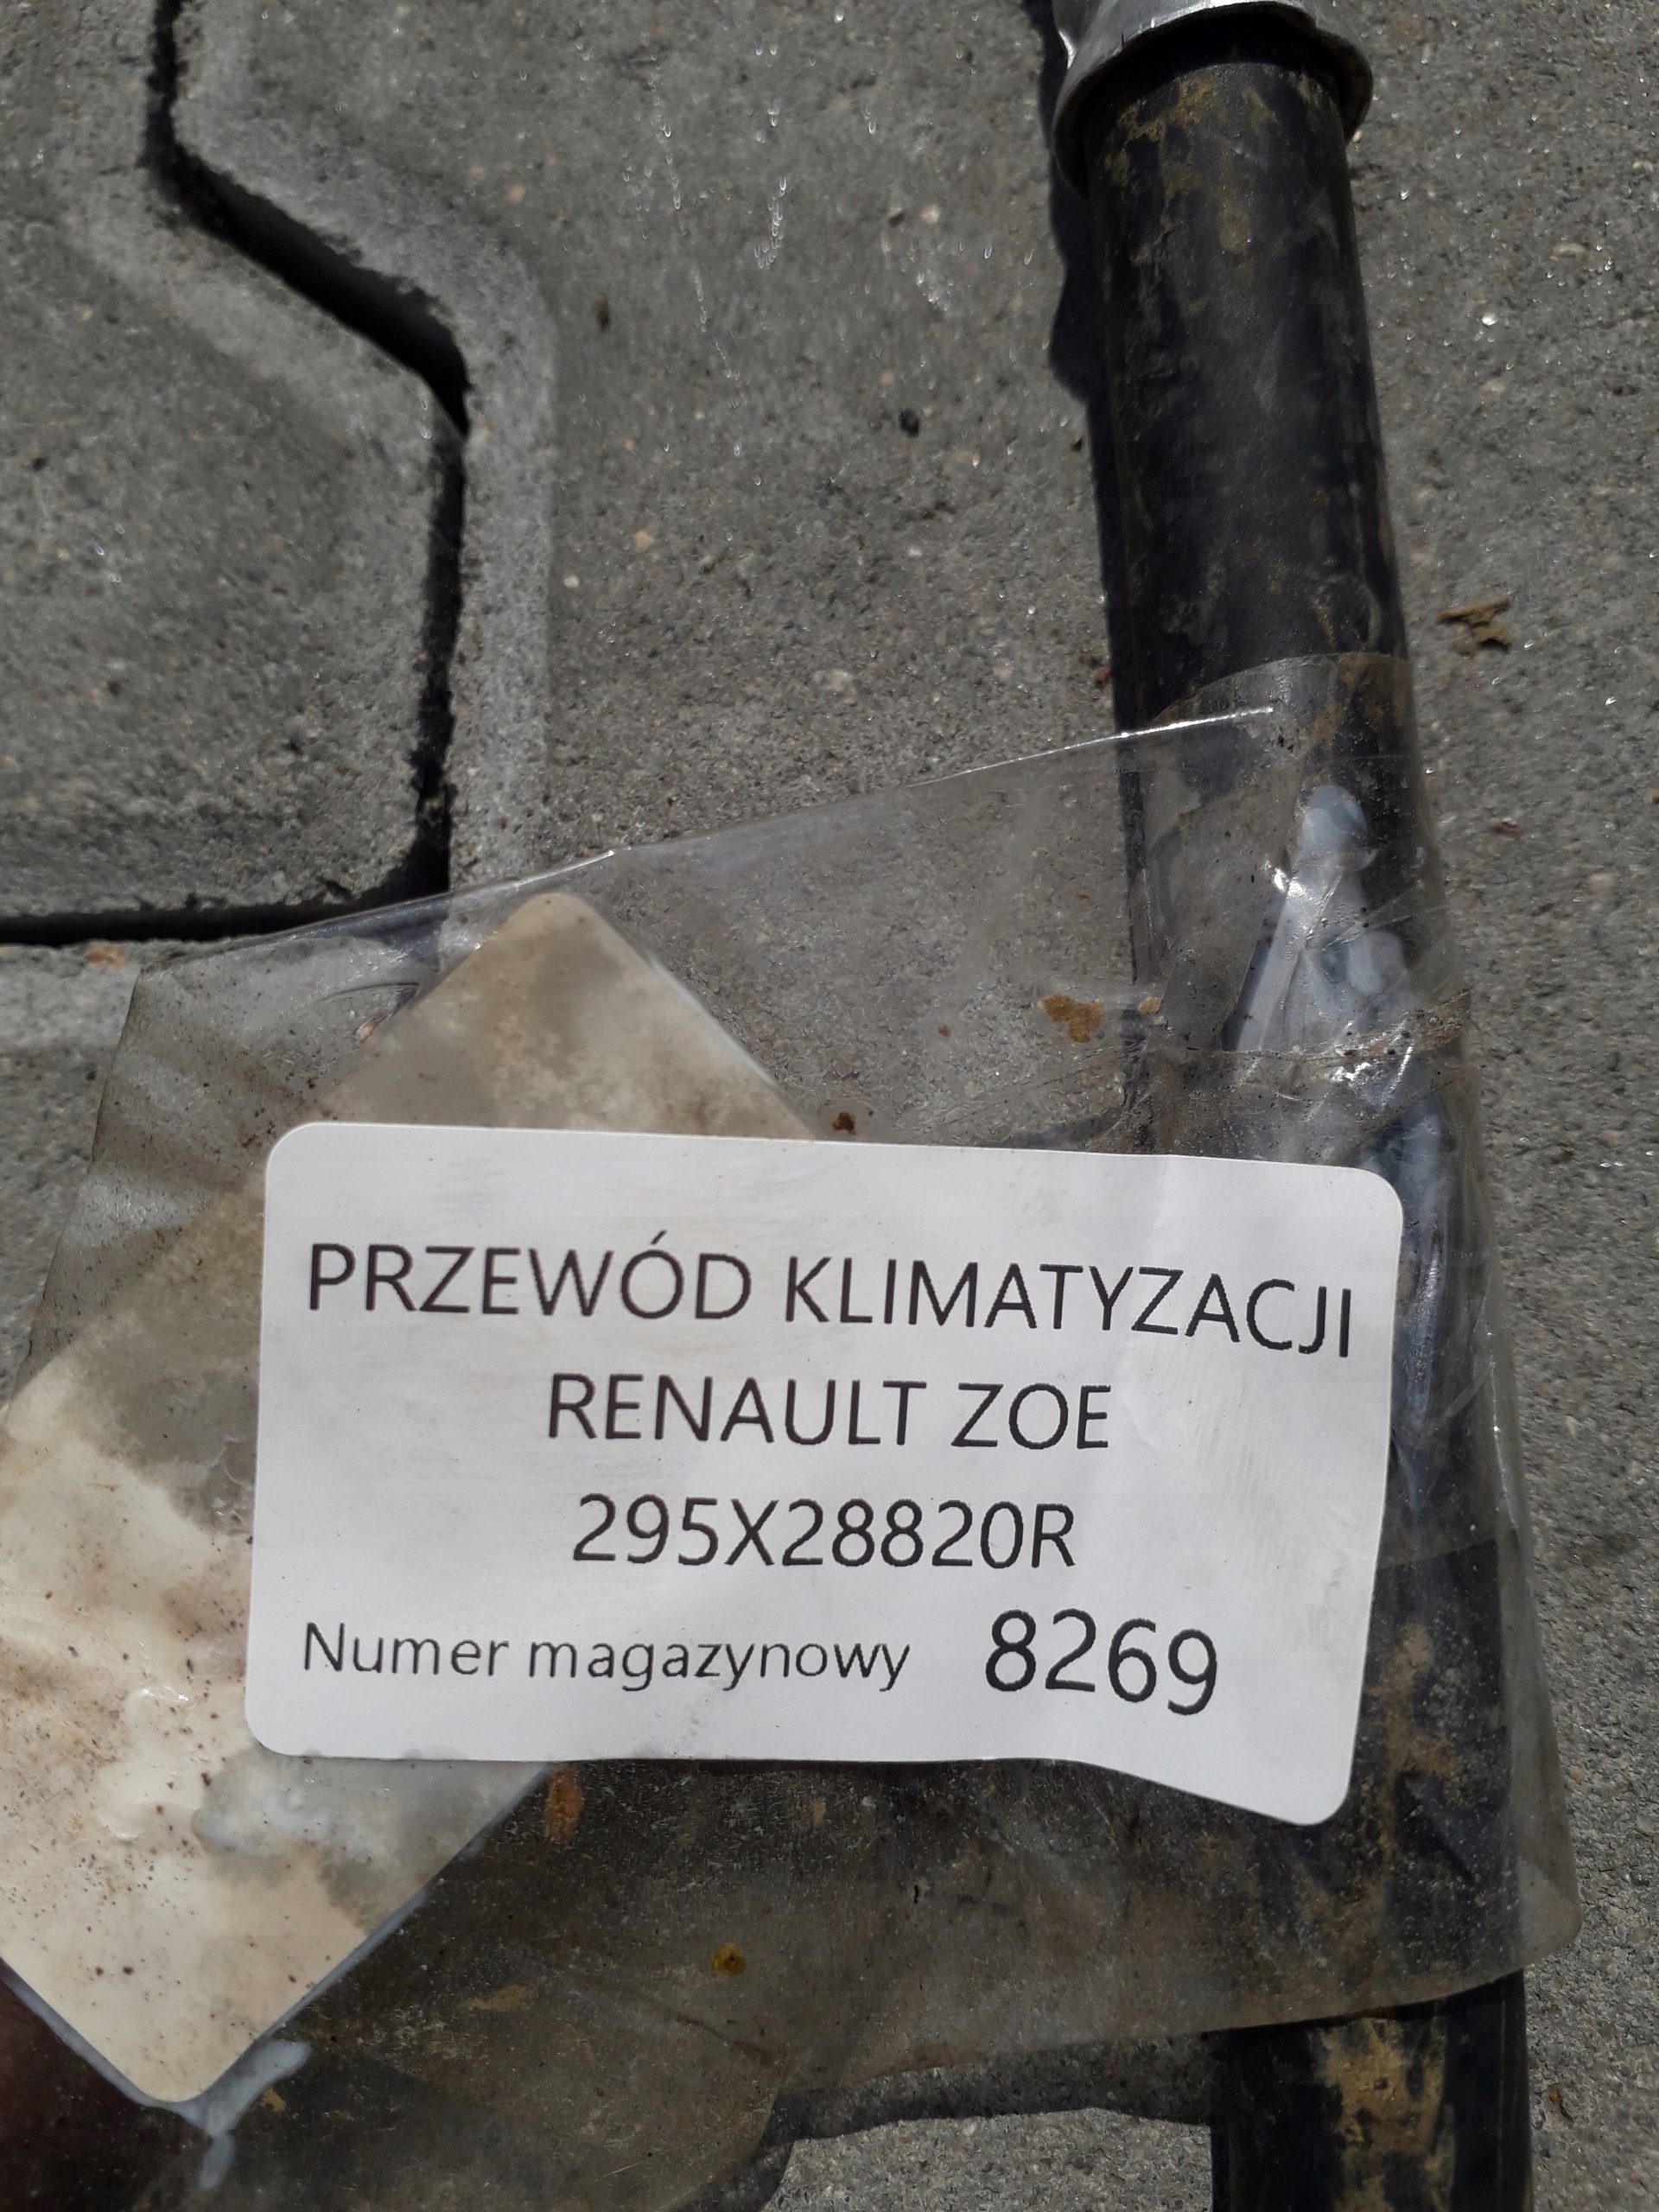 PRZEWÓD KLIMATYZACJI
RENAULT ZOE
295X28820R
Numer magazynowy 8269